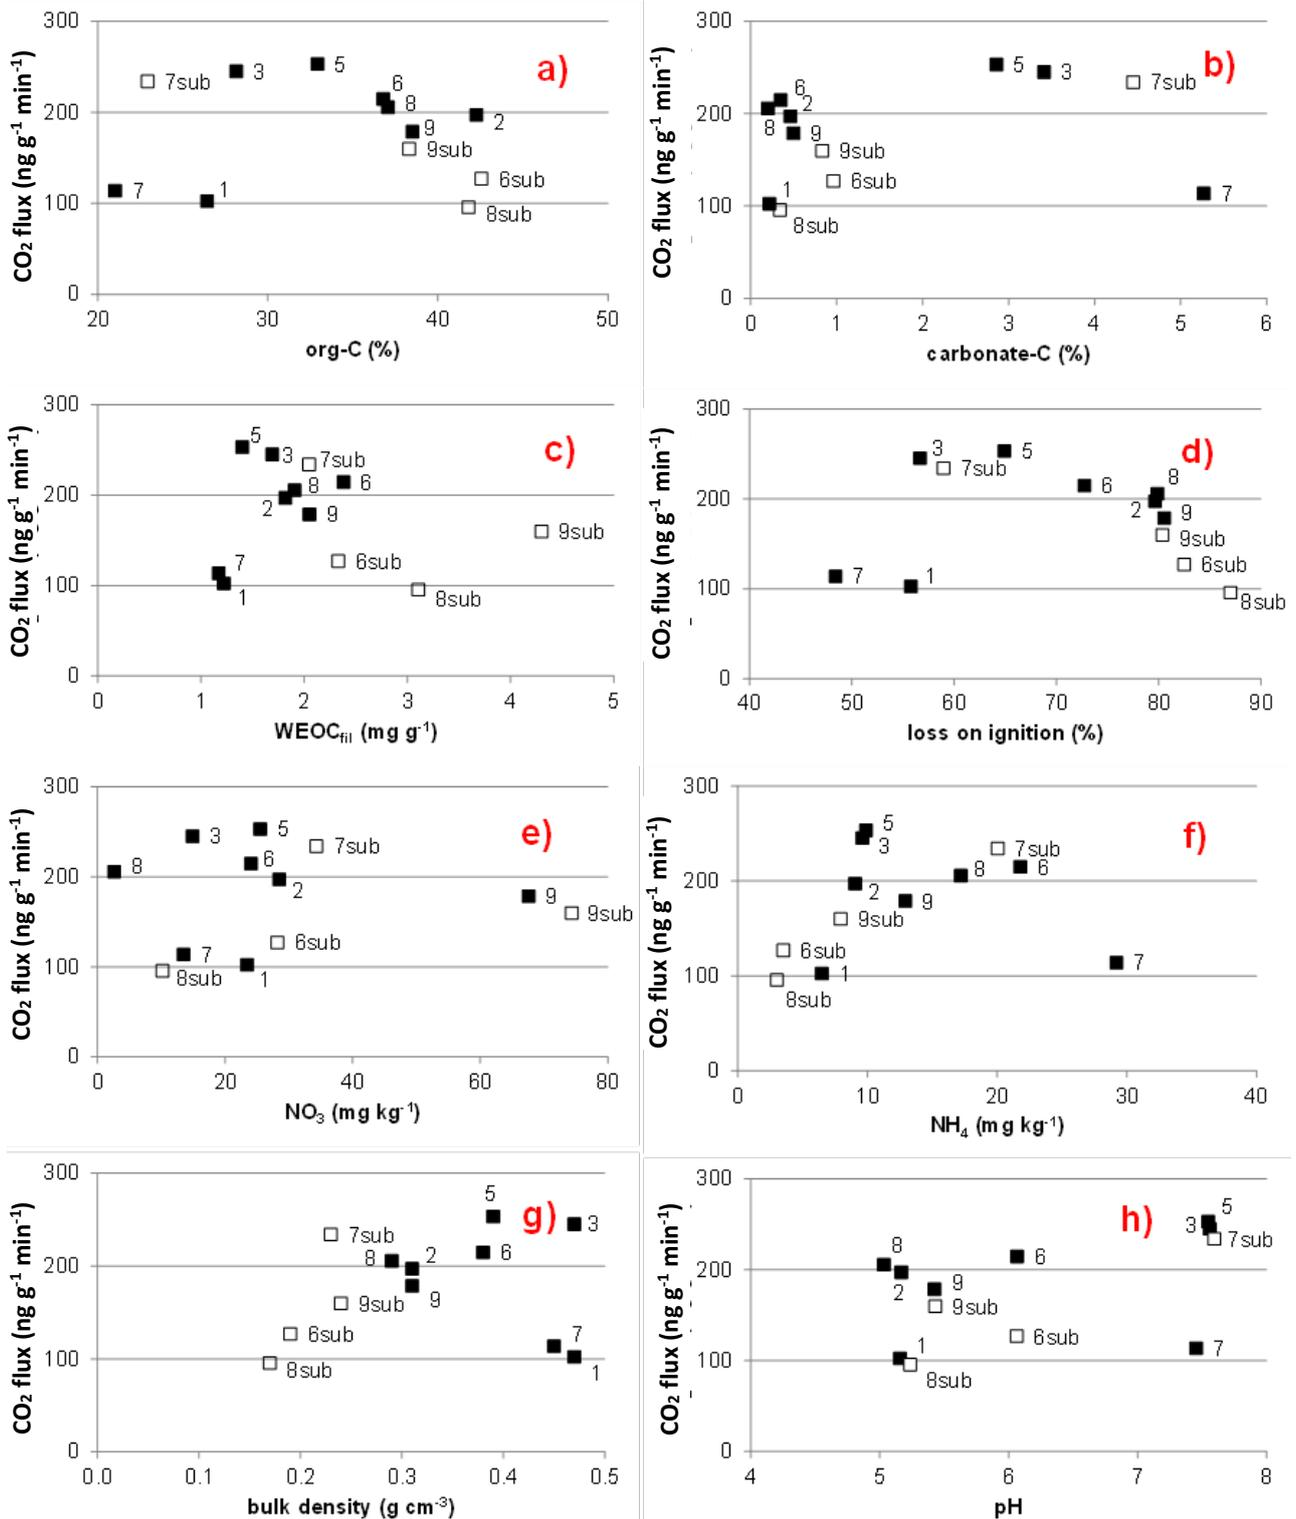 CO₂ flux (ng g⁻¹ min⁻¹)
300
200
100
0
20 30 40 50
org-C (%)
a)
7sub
3
5
6
8
2
9
9sub
6sub
8sub
7
1
CO₂ flux (ng g⁻¹ min⁻¹)
300
200
100
0
0 1 2 3 4 5 6
carbonate-C (%)
b)
5
3
7sub
6
2
8
9
9sub
6sub
1
8sub
7
CO₂ flux (ng g⁻¹ min⁻¹)
300
200
100
0
0 1 2 3 4 5
WEOCfil (mg g⁻¹)
c)
5
3
7sub
8
6
2
9
9sub
7
6sub
1
8sub
CO₂ flux (ng g⁻¹ min⁻¹)
300
200
100
0
40 50 60 70 80 90
loss on ignition (%)
d)
3
5
7sub
6
8
2
9
9sub
6sub
7
1
8sub
CO₂ flux (ng g⁻¹ min⁻¹)
300
200
100
0
0 20 40 60 80
NO₃ (mg kg⁻¹)
e)
3
5
7sub
8
6
2
9
9sub
6sub
7
8sub
1
CO₂ flux (ng g⁻¹ min⁻¹)
300
200
100
0
0 10 20 30 40
NH₄ (mg kg⁻¹)
f)
5
3
7sub
8
6
2
9
9sub
6sub
1
8sub
7
CO₂ flux (ng g⁻¹ min⁻¹)
300
200
100
0
0.0 0.1 0.2 0.3 0.4 0.5
bulk density (g cm⁻³)
g)
5
3
7sub
8
2
6
9sub
9
6sub
7
8sub
1
CO₂ flux (ng g⁻¹ min⁻¹)
300
200
100
0
4 5 6 7 8
pH
h)
5
3
7sub
8
6
2
9
9sub
6sub
1
7
8sub